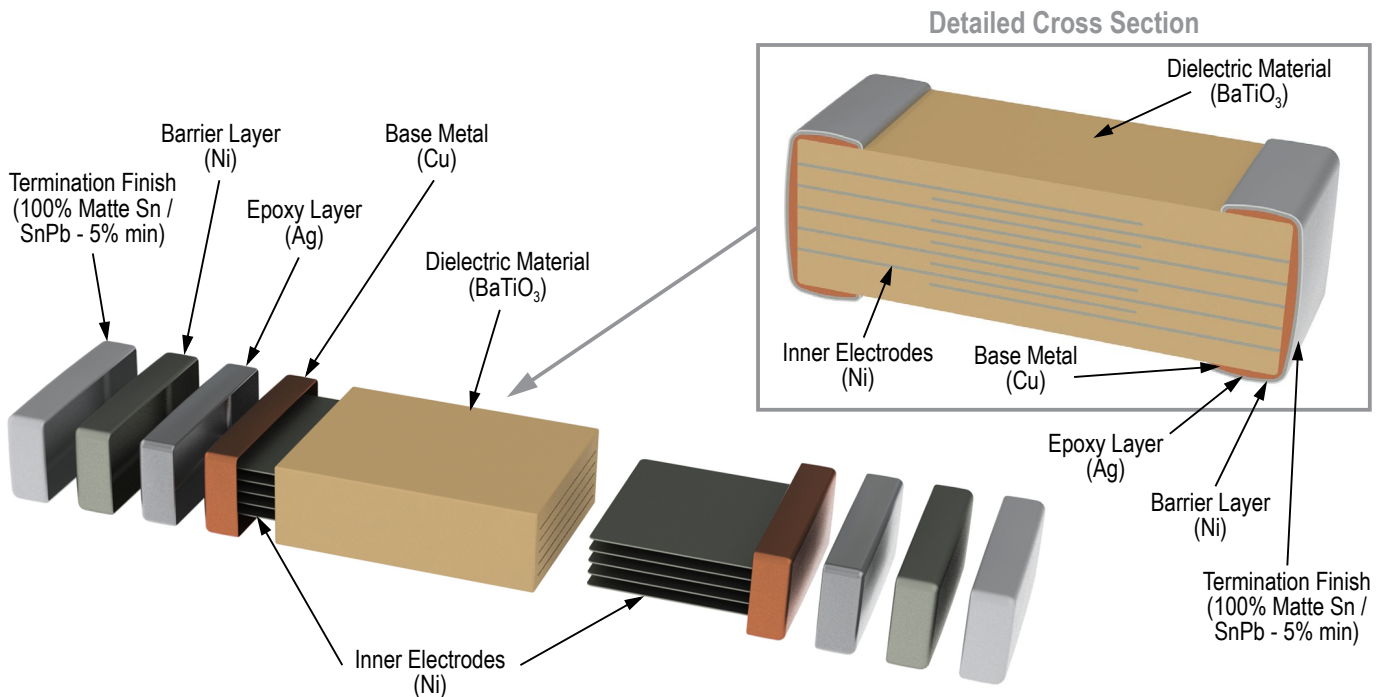 Detailed Cross Section
Dielectric Material
(BaTiO₃)
Inner Electrodes
(Ni)
Base Metal
(Cu)
Epoxy Layer
(Ag)
Barrier Layer
(Ni)
Termination Finish
(100% Matte Sn /
SnPb - 5% min)
Termination Finish
(100% Matte Sn /
SnPb - 5% min)
Barrier Layer
(Ni)
Epoxy Layer
(Ag)
Base Metal
(Cu)
Dielectric Material
(BaTiO₃)
Inner Electrodes
(Ni)